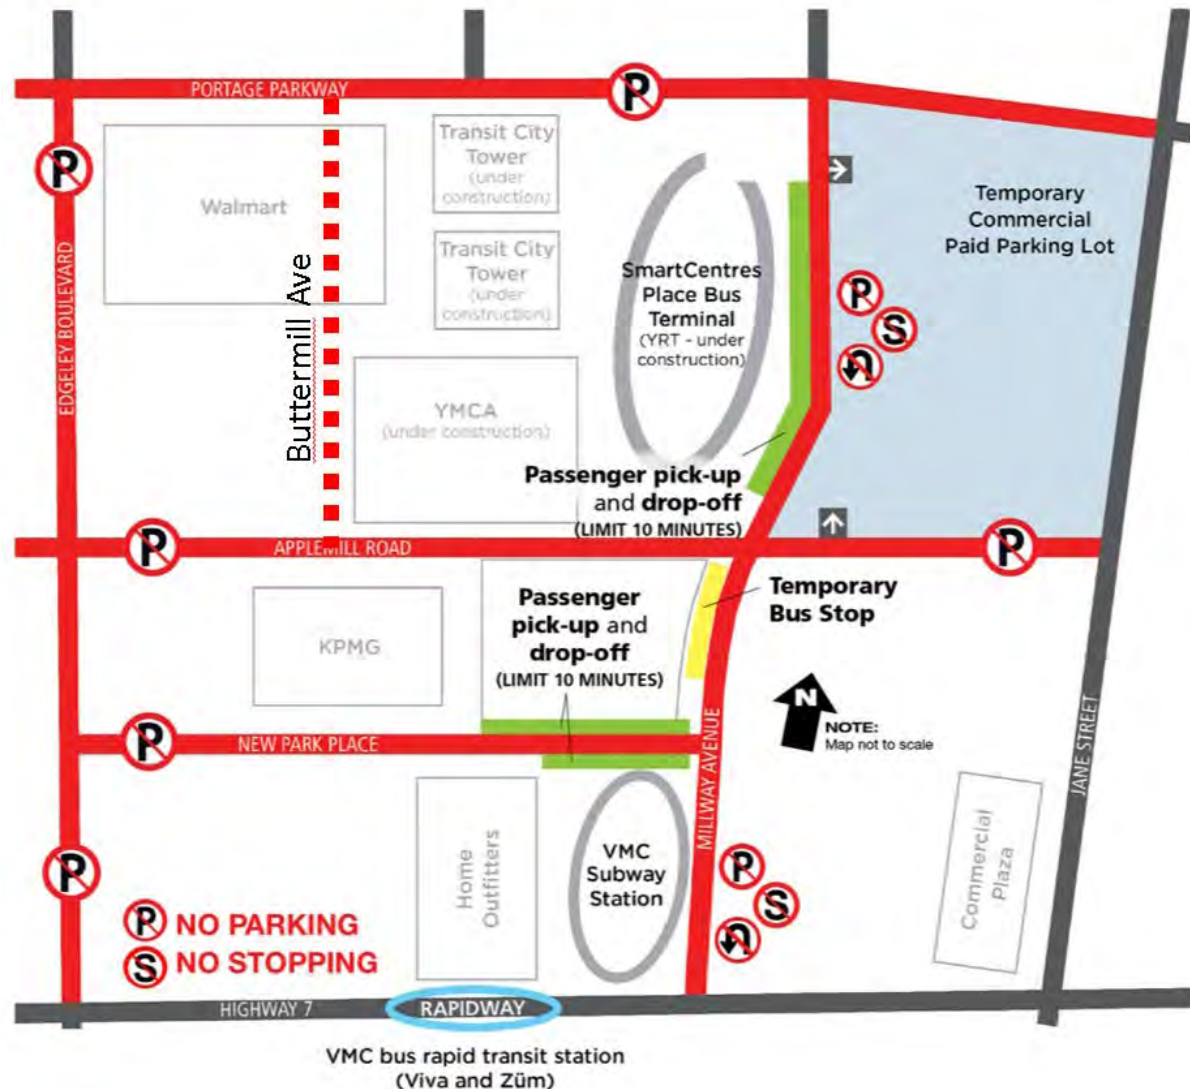 PORTAGE PARKWAY
P
P
Transit City
Tower
(under
construction)
Walmart
Temporary
Commercial
Paid Parking Lot
Transit City
Tower
(under
construction)
SmartCentres
Place Bus
Terminal
(YRT - under
construction)
P
S
EDGELEY BOULEVARD
Buttermill Ave
YMCA
(under construction)
Passenger pick-up
and drop-off
(LIMIT 10 MINUTES)
P
APPLEMILL ROAD
P
Passenger
pick-up and
drop-off
(LIMIT 10 MINUTES)
Temporary
Bus Stop
KPMG
N
NOTE:
Map not to scale
P
NEW PARK PLACE
MILLWAY AVENUE
JANE STREET
Home
Outfitters
VMC
Subway
Station
P
S
Commercial
Plaza
P
P NO PARKING
S NO STOPPING
HIGHWAY 7
RAPIDWAY
VMC bus rapid transit station
(Viva and Züm)